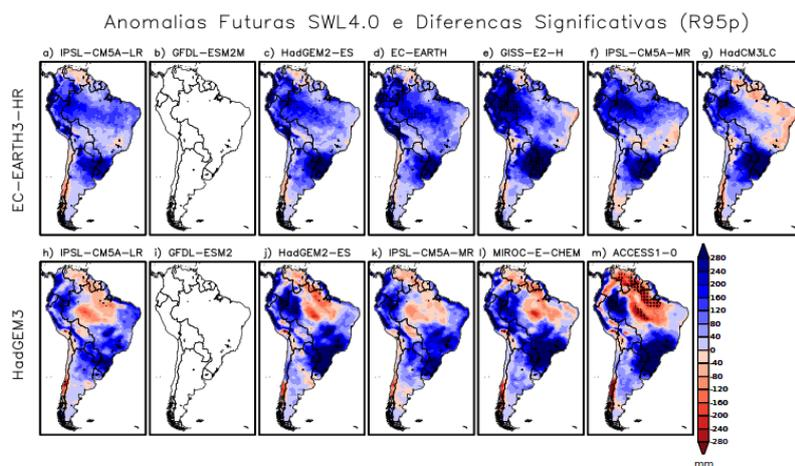 Anomalias Futuras SWL4.0 e Diferencas Significativas (R95p)
a) IPSL-CM5A-LR b) GFDL-ESM2M c) HadGEM2-ES d) EC-EARTH e) GISS-E2-H f) IPSL-CM5A-MR g) HadCM3LC
EC-EARTH3-HR
h) IPSL-CM5A-LR i) GFDL-ESM2 j) HadGEM2-ES k) IPSL-CM5A-MR l) MIROC-E-CHEM m) ACCESS1-0
HadGEM3
280
240
200
160
120
80
40
0
-40
-80
-120
-160
-200
-240
-280
mm